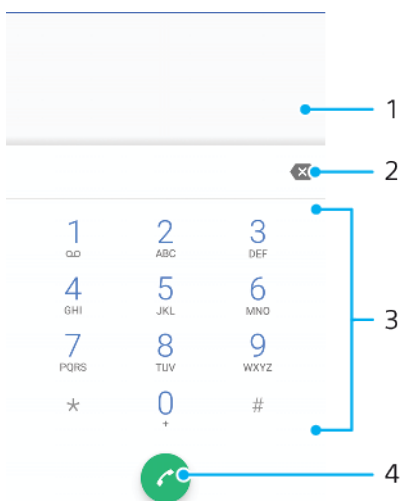 1
2
1 2 3
ABC DEF
4 5 6
GHI JKL MNO
3
7 8 9
PQRS TUV WXYZ
* 0 #
+
4